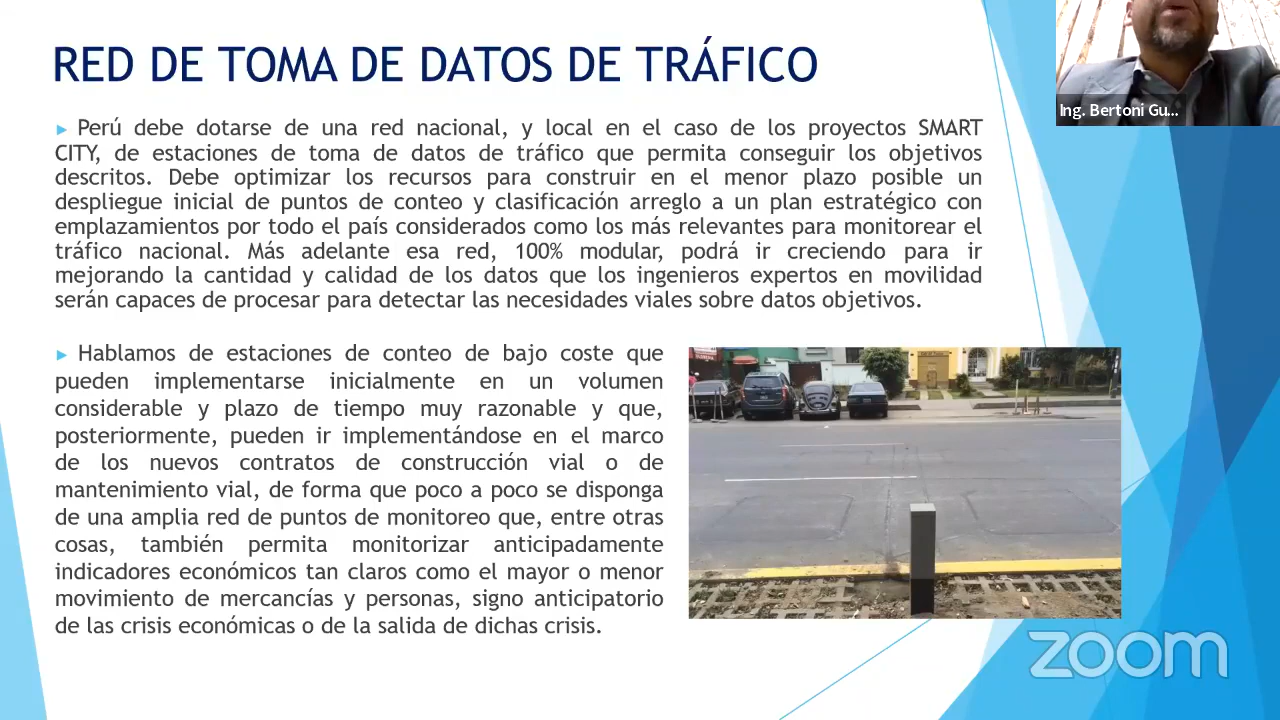 RED DE TOMA DE DATOS DE TRÁFICO
Ing. Bertoni Gu...
► Perú debe dotarse de una red nacional, y local en el caso de los proyectos SMART
CITY, de estaciones de toma de datos de tráfico que permita conseguir los objetivos
descritos. Debe optimizar los recursos para construir en el menor plazo posible un
despliegue inicial de puntos de conteo y clasificación arreglo a un plan estratégico con
emplazamientos por todo el país considerados como los más relevantes para monitorear el
tráfico nacional. Más adelante esa red, 100% modular, podrá ir creciendo para ir
mejorando la cantidad y calidad de los datos que los ingenieros expertos en movilidad
serán capaces de procesar para detectar las necesidades viales sobre datos objetivos.
► Hablamos de estaciones de conteo de bajo coste que
pueden implementarse inicialmente en un volumen
considerable y plazo de tiempo muy razonable y que,
posteriormente, pueden ir implementándose en el marco
de los nuevos contratos de construcción vial o de
mantenimiento vial, de forma que poco a poco se disponga
de una amplia red de puntos de monitoreo que, entre otras
cosas, también permita monitorizar anticipadamente
indicadores económicos tan claros como el mayor o menor
movimiento de mercancías y personas, signo anticipatorio
de las crisis económicas o de la salida de dichas crisis.
zoom